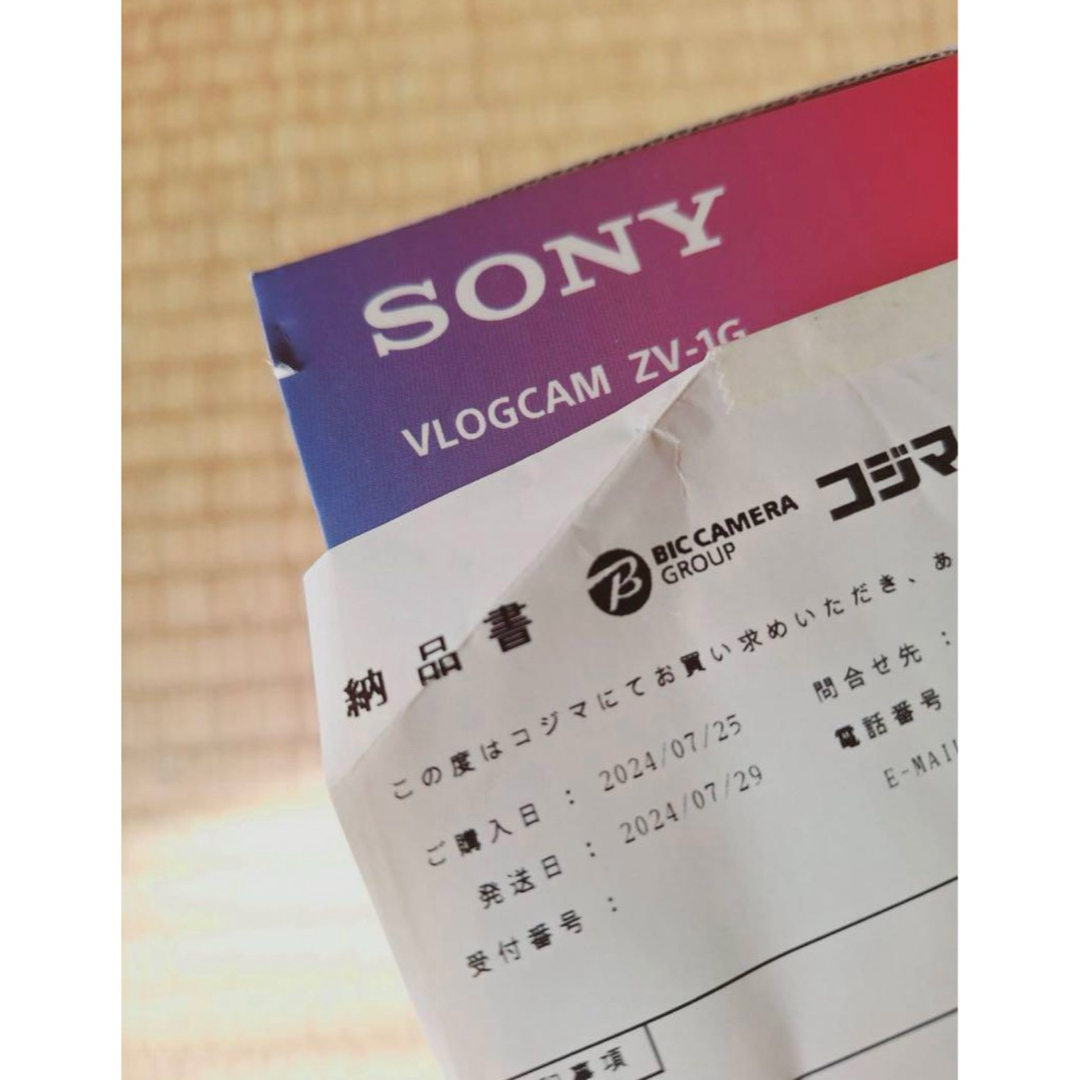 SONY
VLOGCAM ZV-1G
BIC CAMERA
GROUP
コジマ
納品書
この度はコジマにてお買い求めいただき、あ
ご購入日 : 2024/07/25
発送日 : 2024/07/29
受付番号 :
問合せ先 :
電話番号
E-MAIL
事項